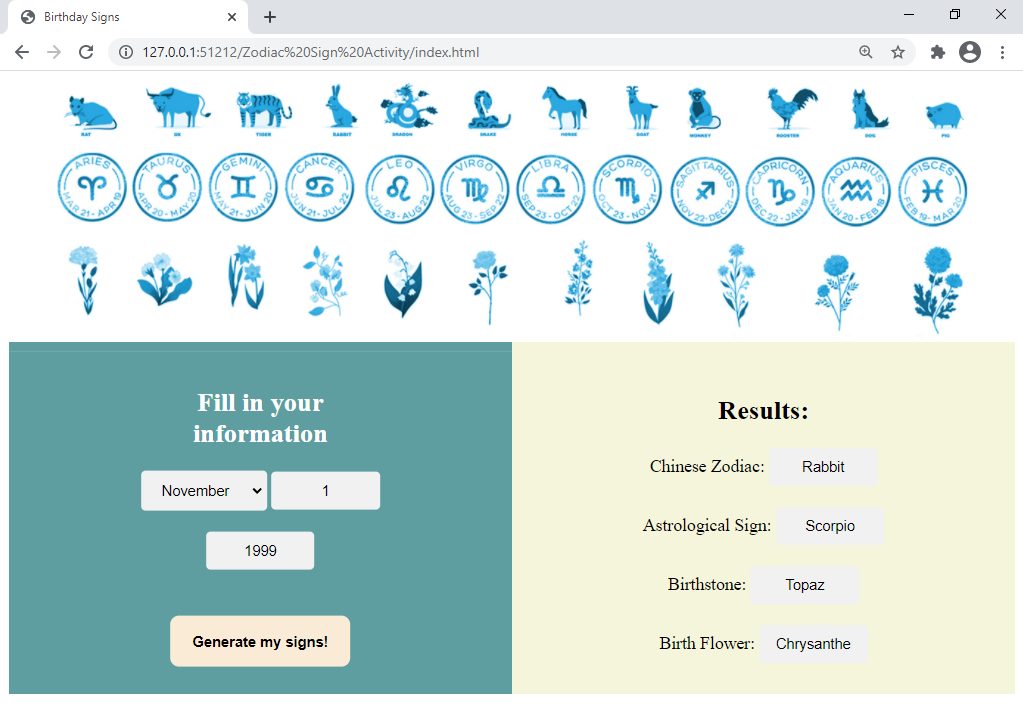 Birthday Signs
127.0.0.1:51212/Zodiac%20Sign%20Activity/index.html
RAT OX TIGER RABBIT DRAGON SNAKE HORSE GOAT MONKEY ROOSTER DOG PIG
ARIES TAURUS GEMINI CANCER LEO VIRGO LIBRA SCORPIO SAGITTARIUS CAPRICORN AQUARIUS PISCES
MAR 21 - APR 19 APR 20 - MAY 20 MAY 21 - JUN 20 JUN 21 - JUL 22 JUL 23 - AUG 22 AUG 23 - SEP 22 SEP 23 - OCT 22 OCT 23 - NOV 21 NOV 22 - DEC 21 DEC 22 - JAN 19 JAN 20 - FEB 18 FEB 19 - MAR 20
Fill in your
information
November 1
1999
Generate my signs!
Results:
Chinese Zodiac: Rabbit
Astrological Sign: Scorpio
Birthstone: Topaz
Birth Flower: Chrysanthe